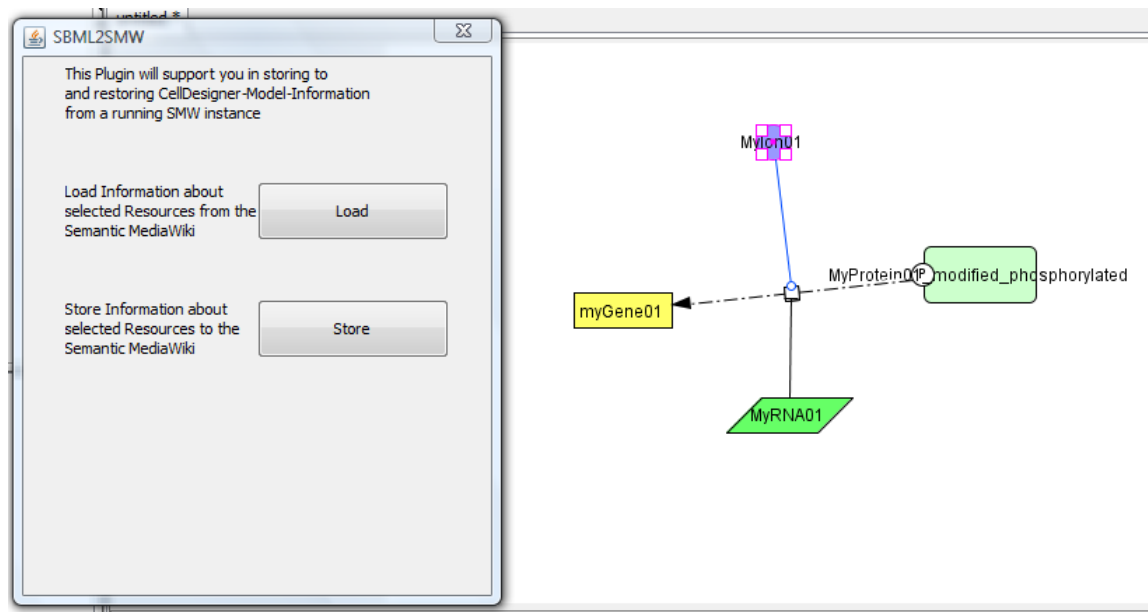 untitled *
SBML2SMW
This Plugin will support you in storing to
and restoring CellDesigner-Model-Information
from a running SMW instance
Load Information about
selected Resources from the
Semantic MediaWiki
Load
Store Information about
selected Resources to the
Semantic MediaWiki
Store
MyIon01
MyProtein01_modified_phosphorylated
P
myGene01
MyRNA01